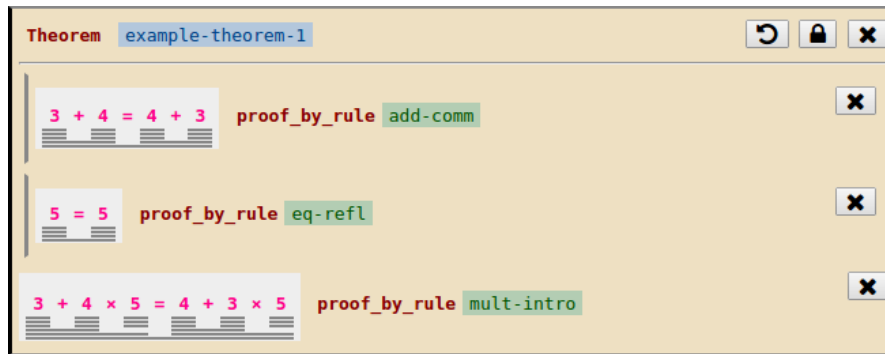 Theorem example-theorem-1
3 + 4 = 4 + 3 proof_by_rule add-comm
5 = 5 proof_by_rule eq-refl
3 + 4 × 5 = 4 + 3 × 5 proof_by_rule mult-intro